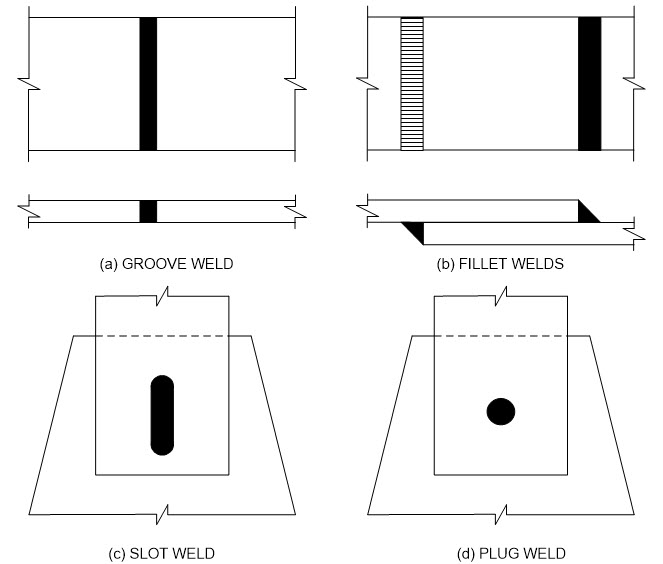 (a) GROOVE WELD
(b) FILLET WELDS
(c) SLOT WELD
(d) PLUG WELD